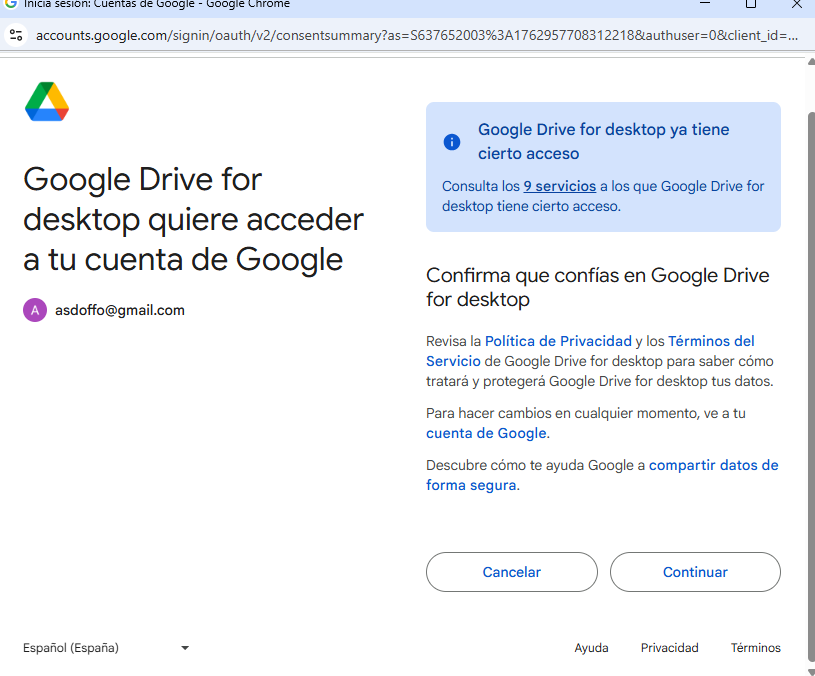 Inicia sesión: Cuentas de Google - Google Chrome
accounts.google.com/signin/oauth/v2/consentsummary?as=S637652003%3A1762957708312218&authuser=0&client_id=...
Google Drive for
desktop quiere acceder
a tu cuenta de Google
A asdoffo@gmail.com
Google Drive for desktop ya tiene
cierto acceso
Consulta los 9 servicios a los que Google Drive for
desktop tiene cierto acceso.
Confirma que confías en Google Drive
for desktop
Revisa la Política de Privacidad y los Términos del
Servicio de Google Drive for desktop para saber cómo
tratará y protegerá Google Drive for desktop tus datos.
Para hacer cambios en cualquier momento, ve a tu
cuenta de Google.
Descubre cómo te ayuda Google a compartir datos de
forma segura.
Cancelar Continuar
Español (España) Ayuda Privacidad Términos